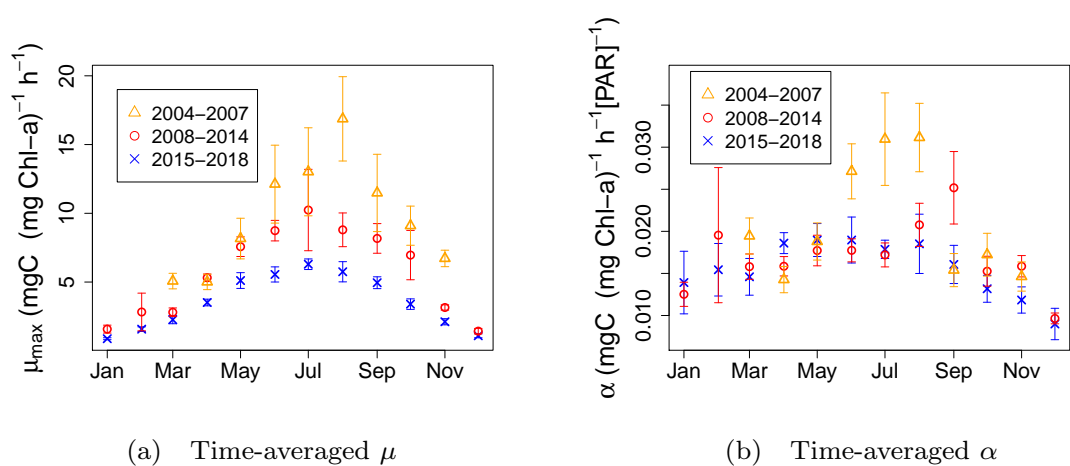 μmax (mgC (mg Chl−a)−1 h−1)
20
15
10
5
2004−2007
2008−2014
2015−2018
Jan Mar May Jul Sep Nov
(a) Time-averaged μ
α (mgC (mg Chl−a)−1 h−1[PAR]−1)
0.030
0.020
0.010
2004−2007
2008−2014
2015−2018
Jan Mar May Jul Sep Nov
(b) Time-averaged α